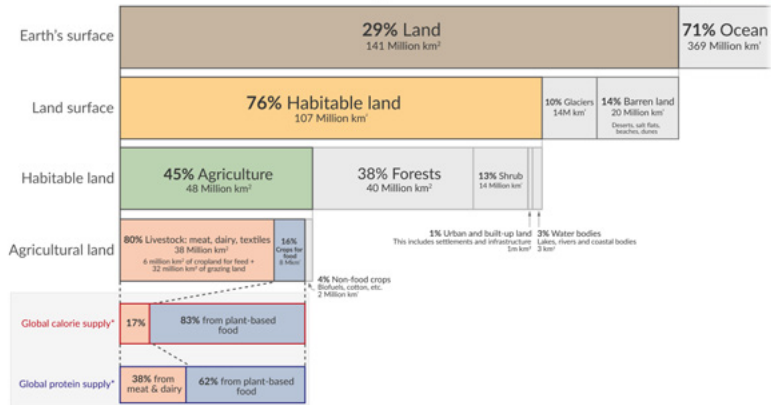 Earth's surface
29% Land
141 Million km²
71% Ocean
369 Million km²
Land surface
76% Habitable land
107 Million km²
10% Glaciers
14M km²
14% Barren land
20 Million km²
Deserts, salt flats,
beaches, dunes
Habitable land
45% Agriculture
48 Million km²
38% Forests
40 Million km²
13% Shrub
14 Million km²
1% Urban and built-up land
This includes settlements and infrastructure
1m km²
3% Water bodies
Lakes, rivers and coastal bodies
3 km²
Agricultural land
80% Livestock: meat, dairy, textiles
38 Million km²
6 million km² of cropland for feed +
32 million km² of grazing land
16%
Crops for
food
8 Mkm²
4% Non-food crops
Biofuels, cotton, etc.
2 Million km²
Global calorie supply*
17%
83% from plant-based
food
Global protein supply*
38% from
meat & dairy
62% from plant-based
food